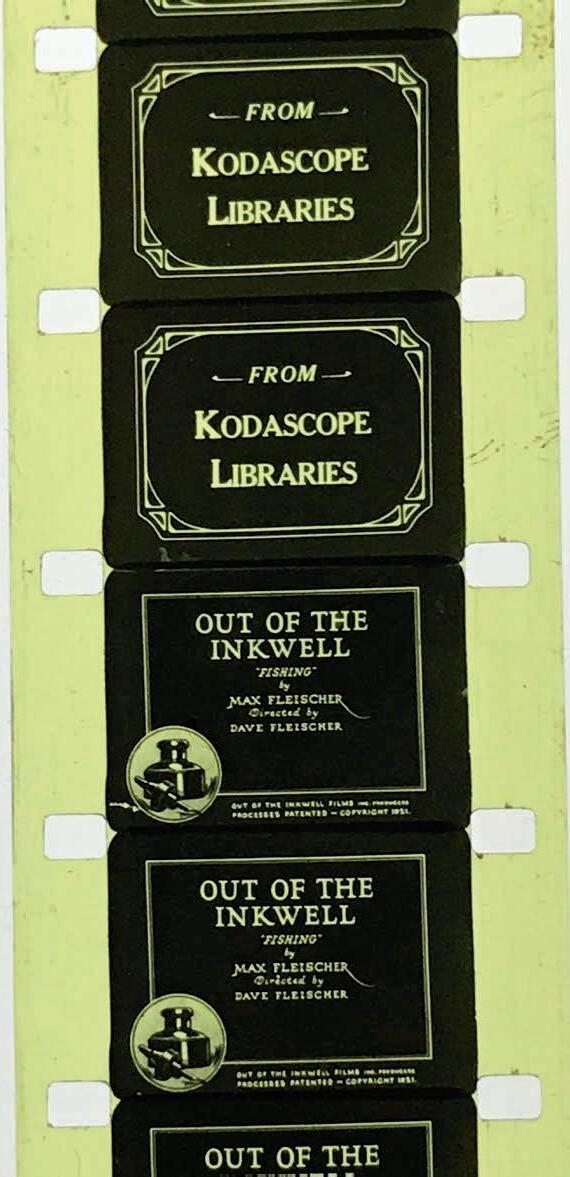 FROM
KODASCOPE
LIBRARIES
FROM
KODASCOPE
LIBRARIES
OUT OF THE
INKWELL
"FISHING"
by
MAX FLEISCHER
Directed by
DAVE FLEISCHER
OUT OF THE INKWELL FILMS INC. PRODUCERS
PROCESSES PATENTED — COPYRIGHT 1921.
OUT OF THE
INKWELL
"FISHING"
by
MAX FLEISCHER
Directed by
DAVE FLEISCHER
OUT OF THE INKWELL FILMS INC. PRODUCERS
PROCESSES PATENTED — COPYRIGHT 1921.
OUT OF THE